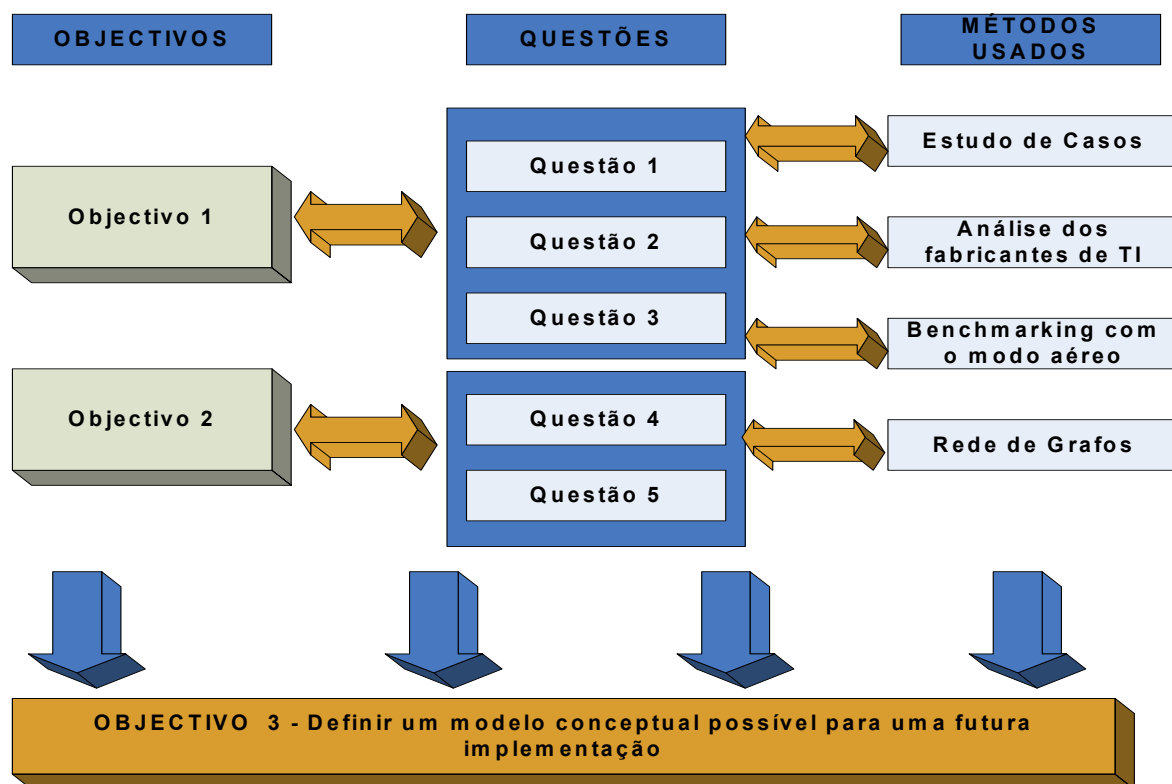 OBJECTIVOS
QUESTÕES
MÉTODOS
USADOS
Objectivo 1
Questão 1
Questão 2
Questão 3
Estudo de Casos
Análise dos
fabricantes de TI
Benchmarking com
o modo aéreo
Objectivo 2
Questão 4
Questão 5
Rede de Grafos
OBJECTIVO 3 - Definir um modelo conceptual possível para uma futura
implementação